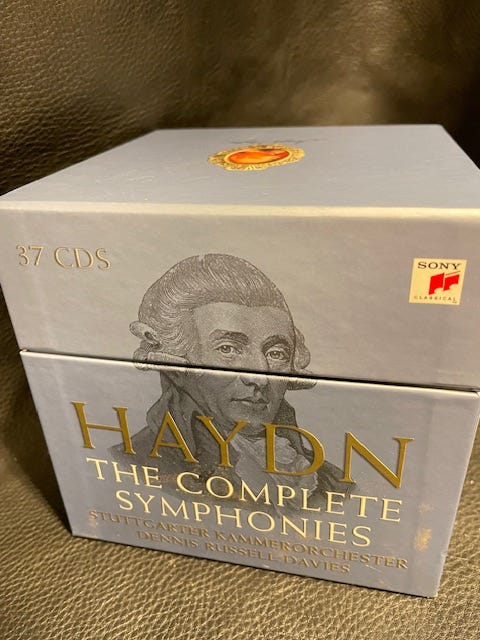 37 CDS
SONY
CLASSICAL
HAYDN
THE COMPLETE
SYMPHONIES
STUTTGARTER KAMMERORCHESTER
DENNIS RUSSELL DAVIES